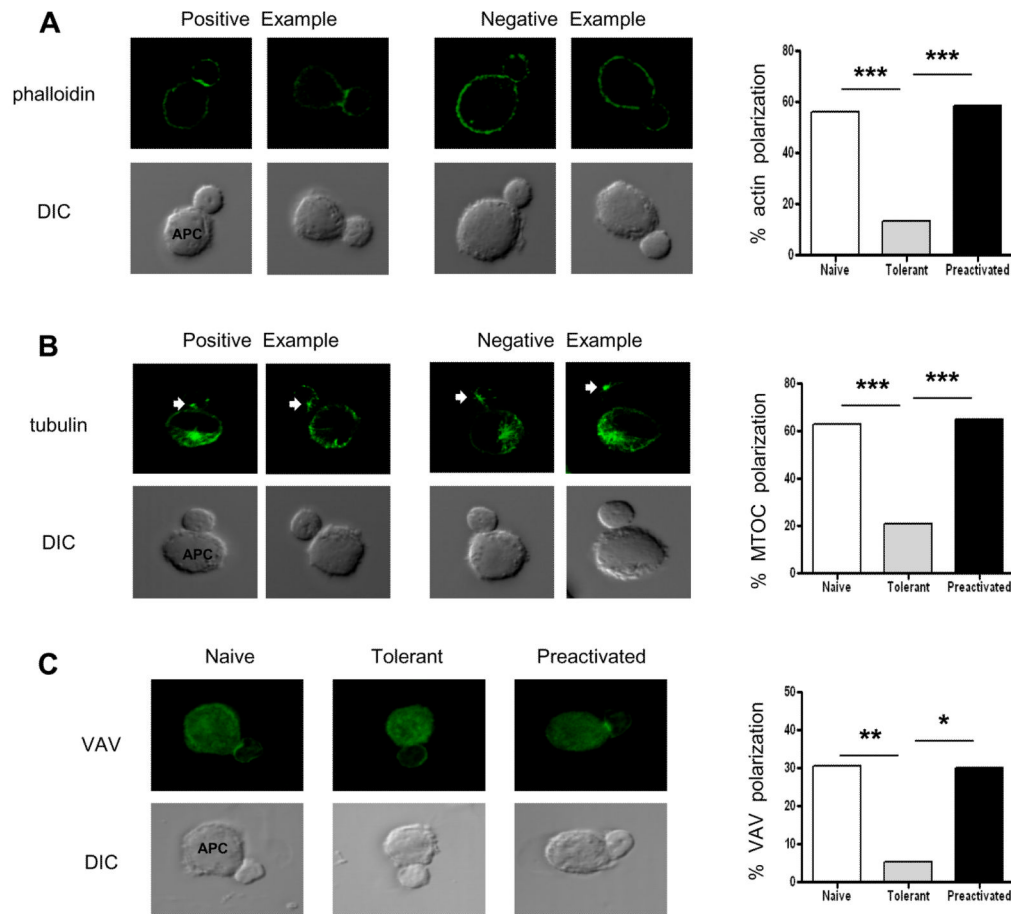 A
Positive Example
Negative Example
phalloidin
DIC
APC
% actin polarization
80
60
40
20
0
***
***
Naive
Tolerant
Preactivated
B
Positive Example
Negative Example
tubulin
DIC
APC
% MTOC polarization
80
60
40
20
0
***
***
Naive
Tolerant
Preactivated
C
Naive
Tolerant
Preactivated
VAV
DIC
APC
% VAV polarization
50
40
30
20
10
0
**
*
Naive
Tolerant
Preactivated